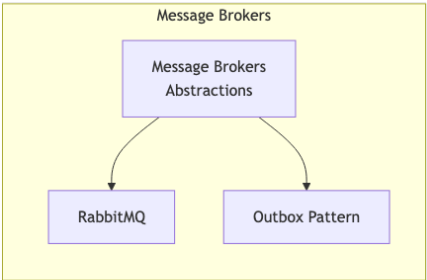 Message Brokers
Message Brokers
Abstractions
RabbitMQ
Outbox Pattern